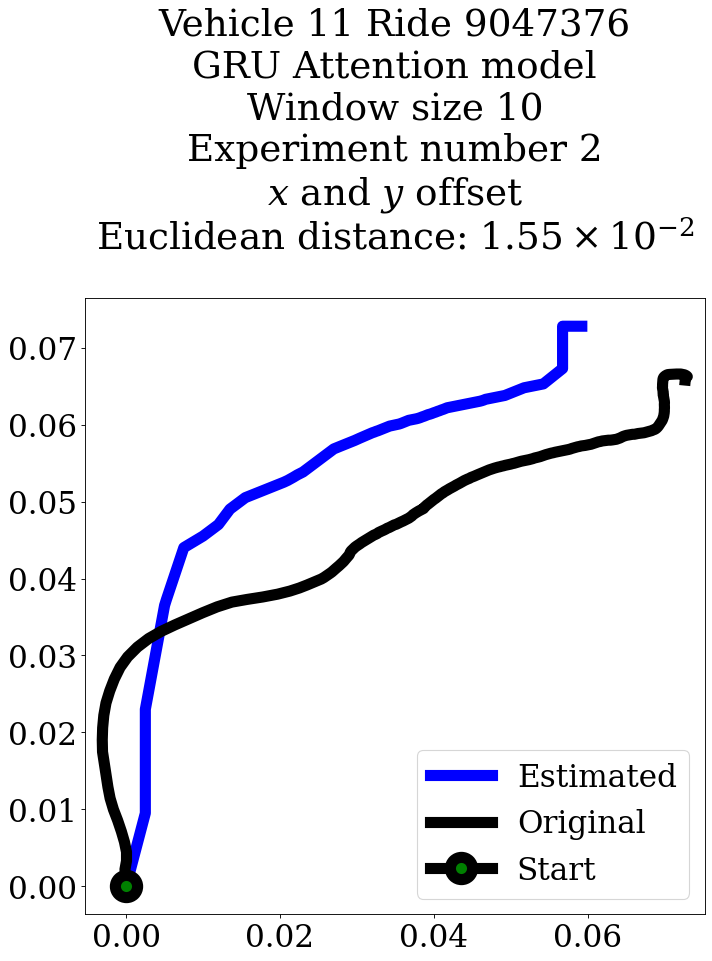 Vehicle 11 Ride 9047376
GRU Attention model
Window size 10
Experiment number 2
x and y offset
Euclidean distance: 1.55 × 10⁻²
0.07
0.06
0.05
0.04
0.03
0.02
0.01
0.00
Estimated
Original
Start
0.00 0.02 0.04 0.06